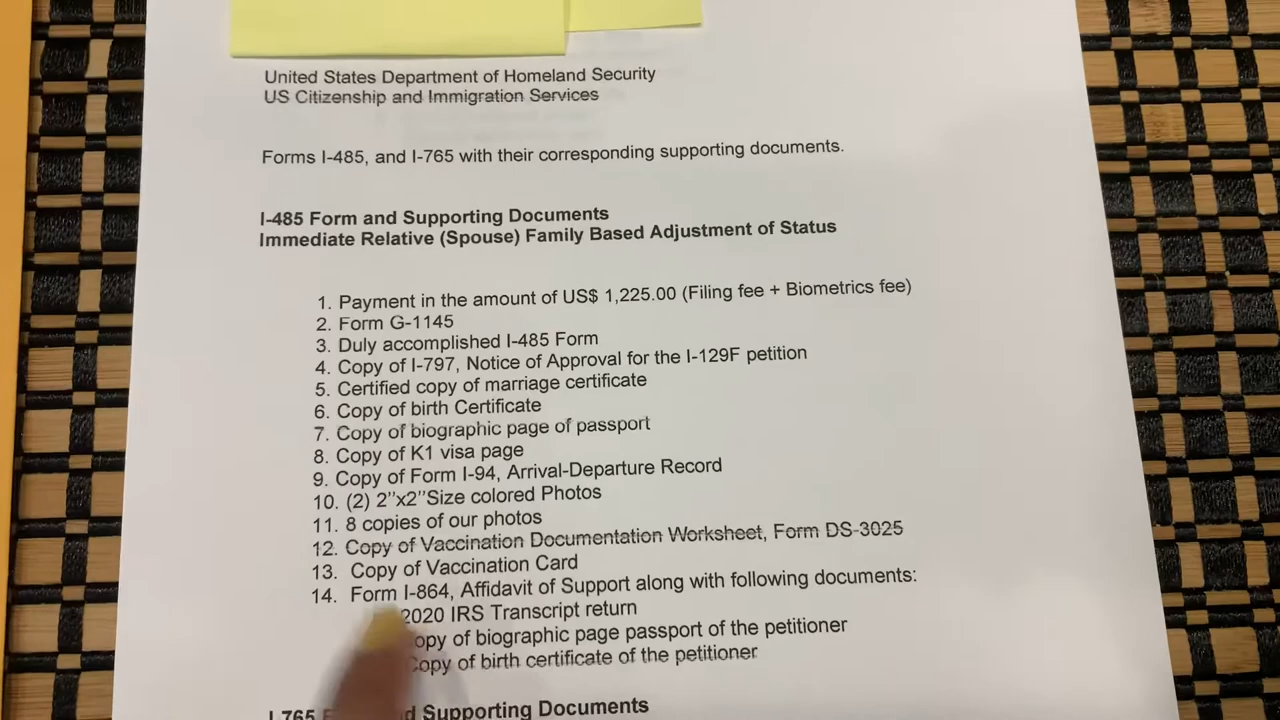 United States Department of Homeland Security
US Citizenship and Immigration Services
Forms I-485, and I-765 with their corresponding supporting documents.
I-485 Form and Supporting Documents
Immediate Relative (Spouse) Family Based Adjustment of Status
1. Payment in the amount of US$ 1,225.00 (Filing fee + Biometrics fee)
2. Form G-1145
3. Duly accomplished I-485 Form
4. Copy of I-797, Notice of Approval for the I-129F petition
5. Certified copy of marriage certificate
6. Copy of birth Certificate
7. Copy of biographic page of passport
8. Copy of K1 visa page
9. Copy of Form I-94, Arrival-Departure Record
10. (2) 2"x2"Size colored Photos
11. 8 copies of our photos
12. Copy of Vaccination Documentation Worksheet, Form DS-3025
13. Copy of Vaccination Card
14. Form I-864, Affidavit of Support along with following documents:
2020 IRS Transcript return
opy of biographic page passport of the petitioner
Copy of birth certificate of the petitioner
I-765 and Supporting Documents